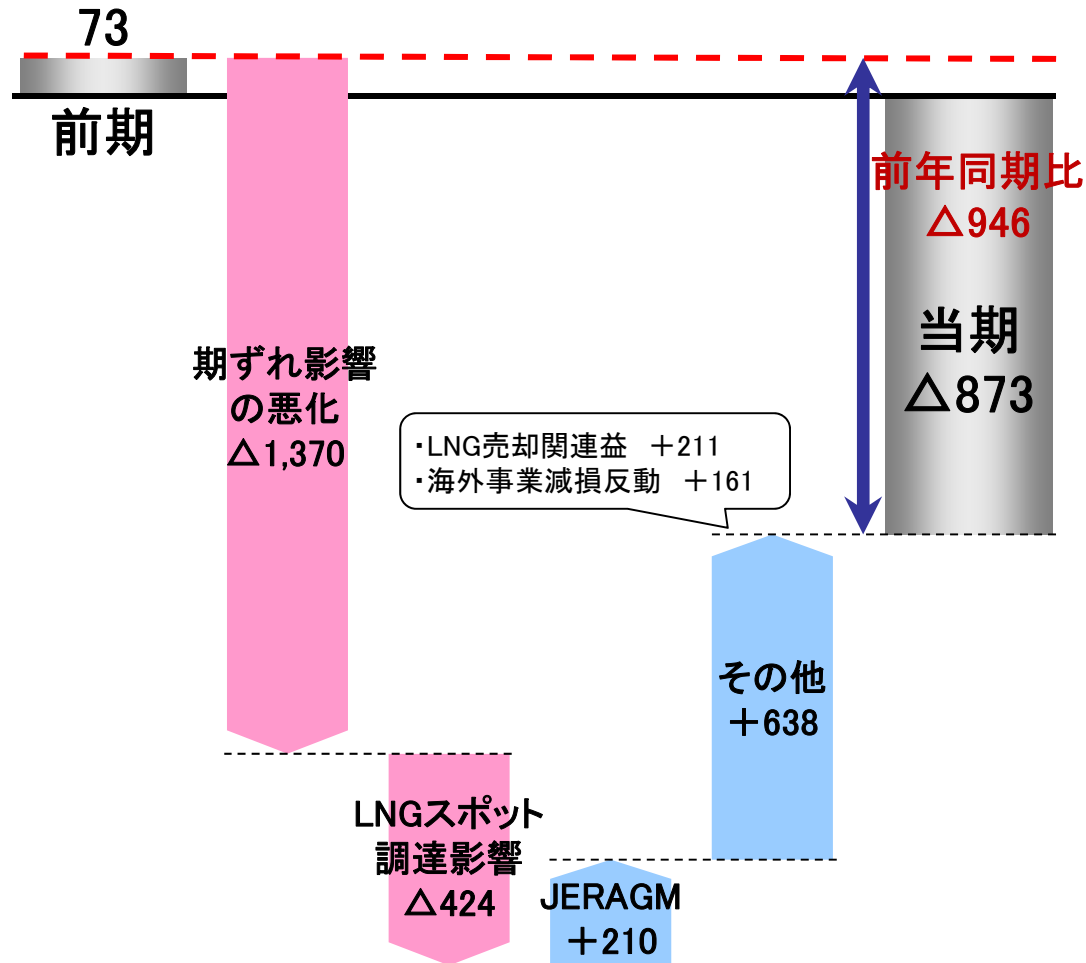 73
前期
前年同期比
△946
当期
△873
期ずれ影響
の悪化
△1,370
・LNG売却関連益 ＋211
・海外事業減損反動 ＋161
その他
＋638
LNGスポット
調達影響
△424
JERAGM
＋210